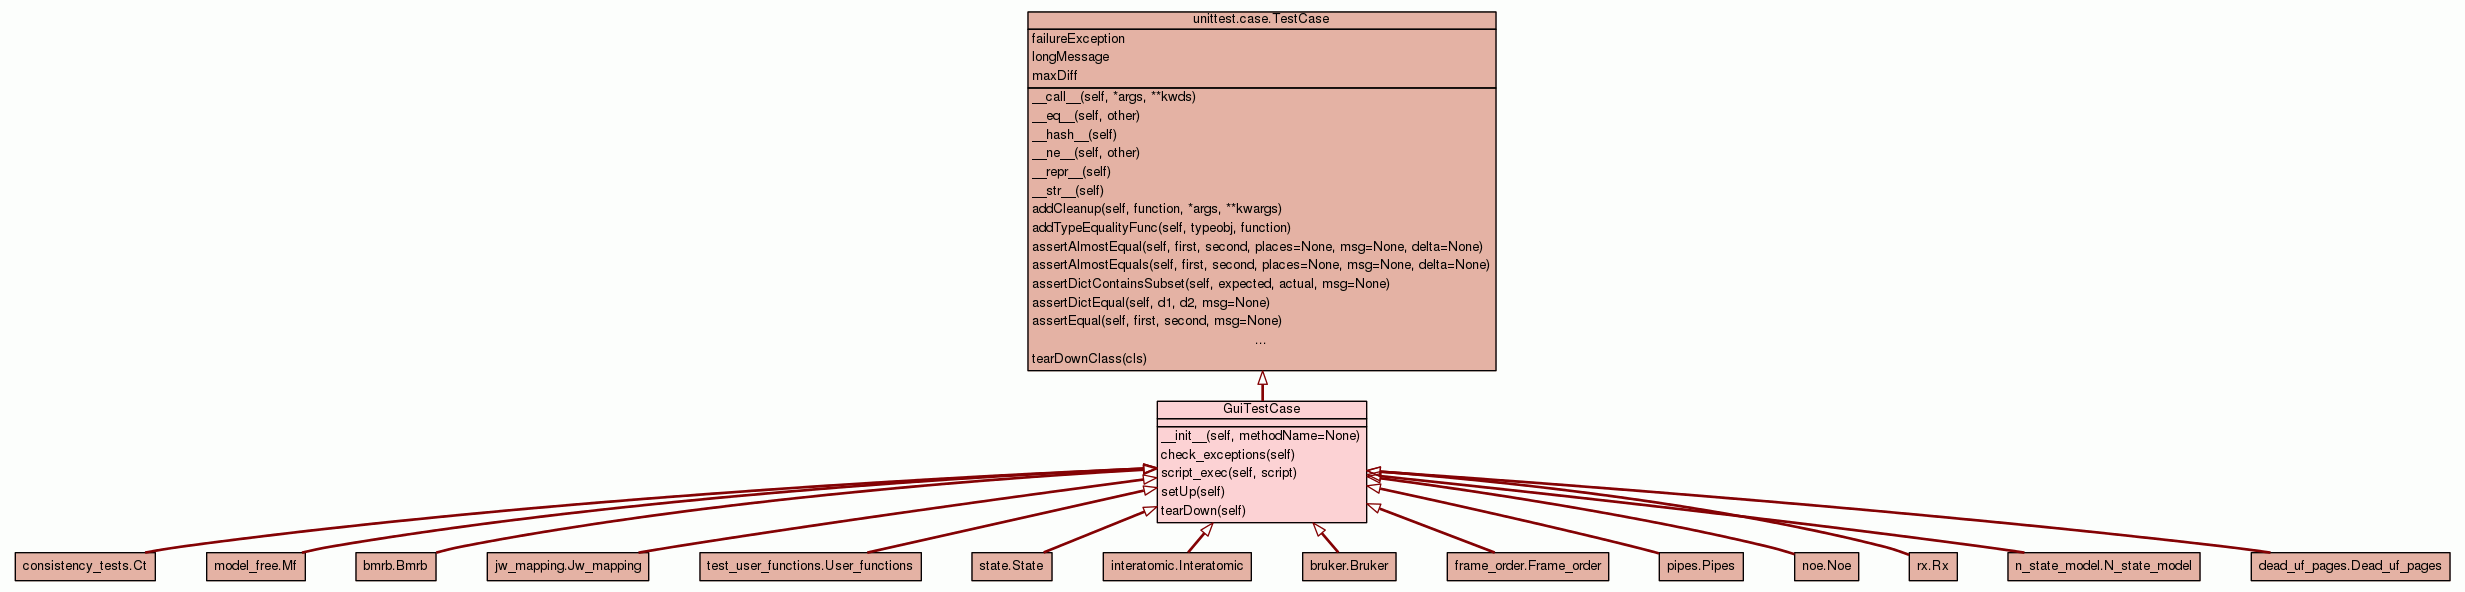 unittest.case.TestCase
failureException
longMessage
maxDiff
__call__(self, *args, **kwds)
__eq__(self, other)
__hash__(self)
__ne__(self, other)
__repr__(self)
__str__(self)
addCleanup(self, function, *args, **kwargs)
addTypeEqualityFunc(self, typeobj, function)
assertAlmostEqual(self, first, second, places=None, msg=None, delta=None)
assertAlmostEquals(self, first, second, places=None, msg=None, delta=None)
assertDictContainsSubset(self, expected, actual, msg=None)
assertDictEqual(self, d1, d2, msg=None)
assertEqual(self, first, second, msg=None)
...
tearDownClass(cls)
GuiTestCase
__init__(self, methodName=None)
check_exceptions(self)
script_exec(self, script)
setUp(self)
tearDown(self)
consistency_tests.Ct
model_free.Mf
bmrb.Bmrb
jw_mapping.Jw_mapping
test_user_functions.User_functions
state.State
interatomic.Interatomic
bruker.Bruker
frame_order.Frame_order
pipes.Pipes
noe.Noe
rx.Rx
n_state_model.N_state_model
dead_uf_pages.Dead_uf_pages